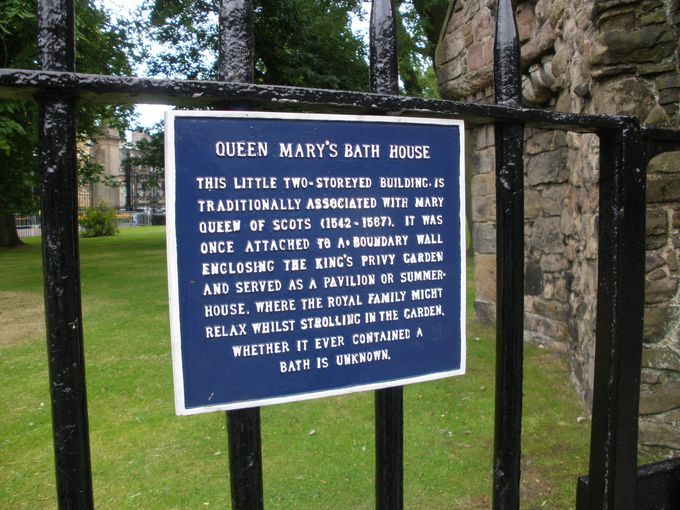 QUEEN MARY'S BATH HOUSE
THIS LITTLE TWO-STOREYED BUILDING, IS
TRADITIONALLY ASSOCIATED WITH MARY
QUEEN OF SCOTS (1542-1567). IT WAS
ONCE ATTACHED TO A BOUNDARY WALL
ENCLOSING THE KING'S PRIVY GARDEN
AND SERVED AS A PAVILION OR SUMMER-
HOUSE, WHERE THE ROYAL FAMILY MIGHT
RELAX WHILST STROLLING IN THE GARDEN.
WHETHER IT EVER CONTAINED A
BATH IS UNKNOWN.